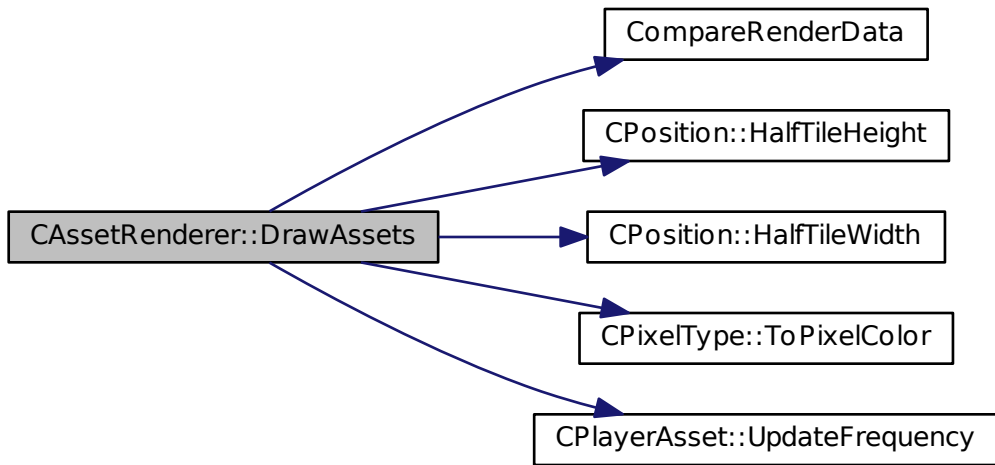 CompareRenderData
CPosition::HalfTileHeight
CAssetRenderer::DrawAssets
CPosition::HalfTileWidth
CPixelType::ToPixelColor
CPlayerAsset::UpdateFrequency